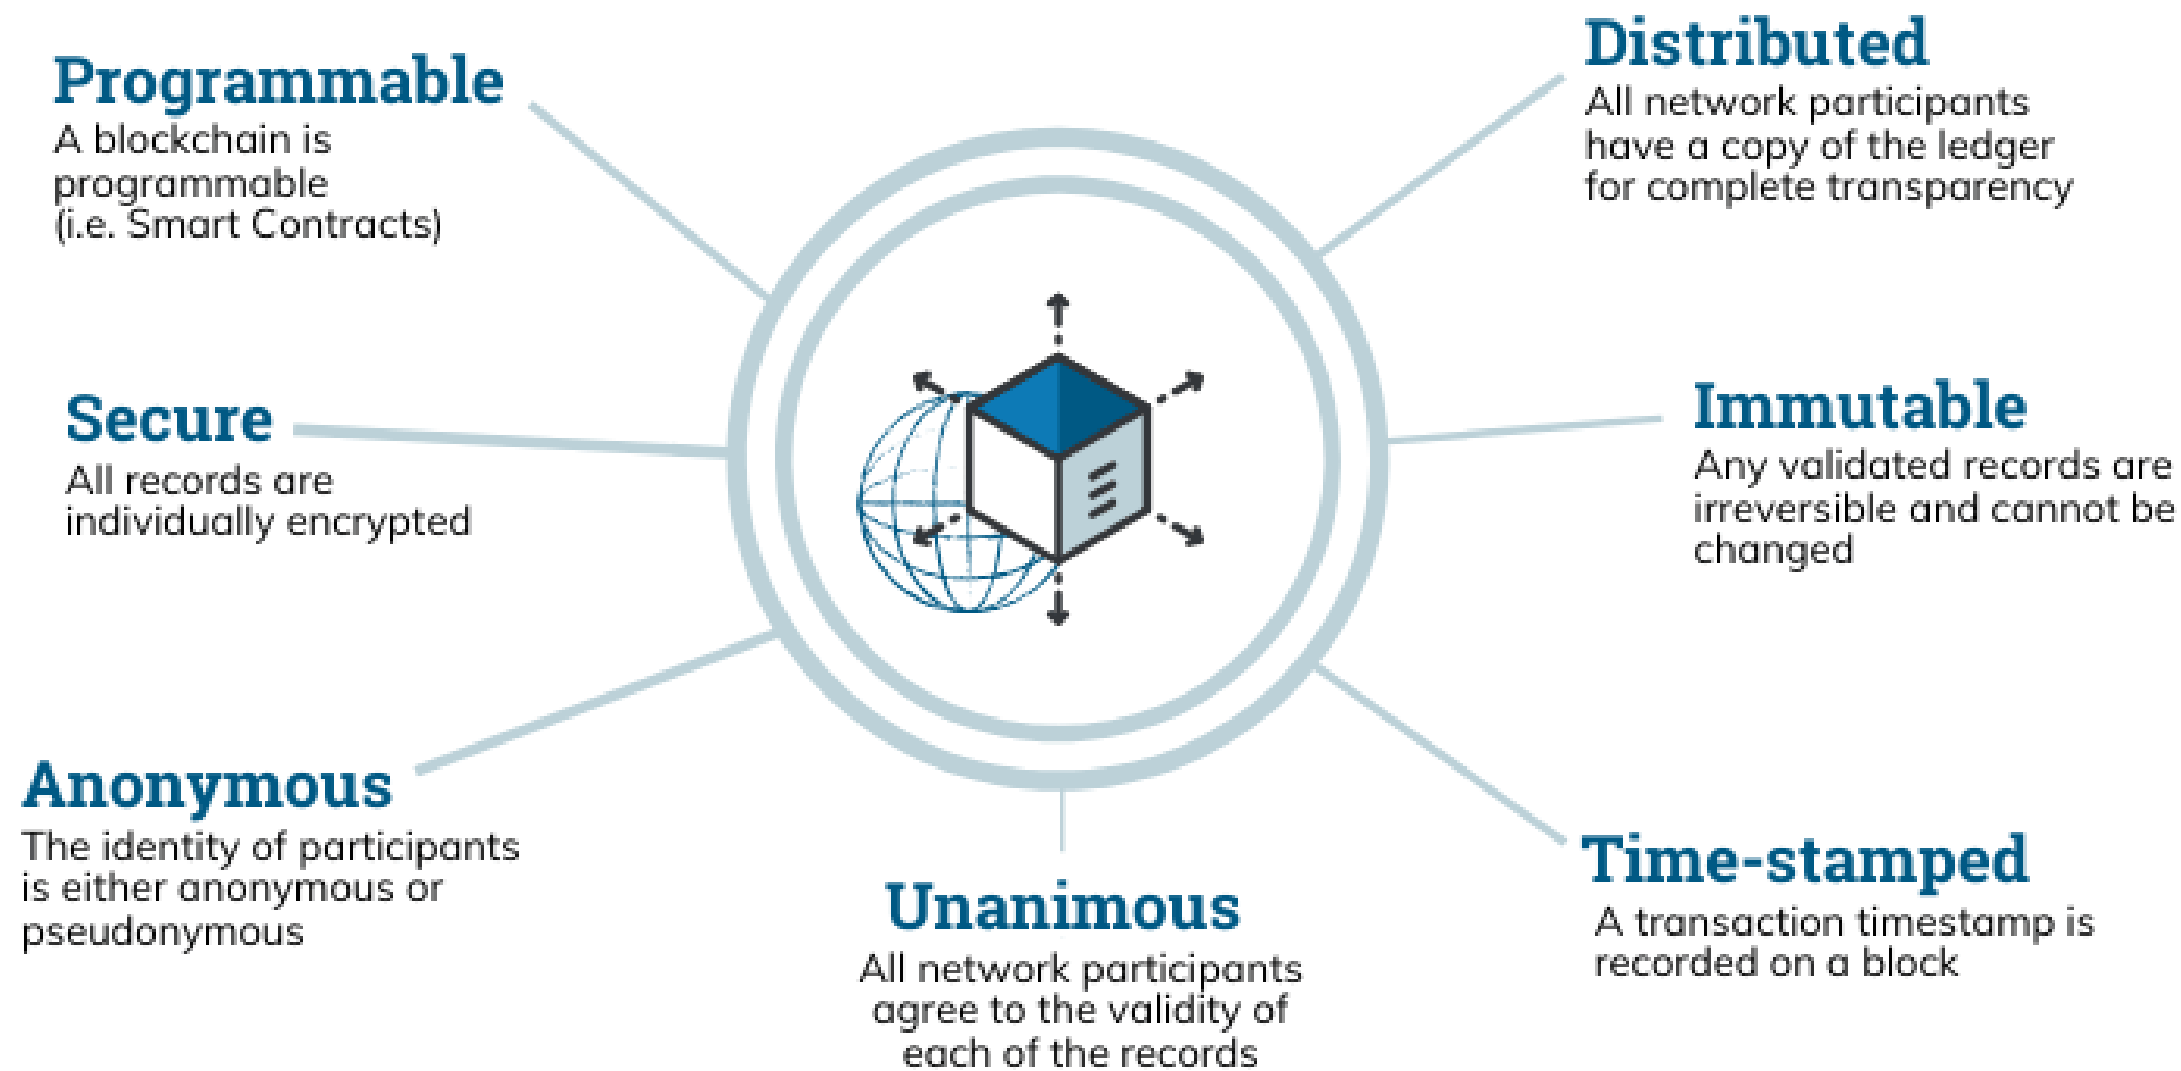 Programmable
A blockchain is
programmable
(i.e. Smart Contracts)
Secure
All records are
individually encrypted
Anonymous
The identity of participants
is either anonymous or
pseudonymous
Unanimous
All network participants
agree to the validity of
each of the records
Distributed
All network participants
have a copy of the ledger
for complete transparency
Immutable
Any validated records are
irreversible and cannot be
changed
Time-stamped
A transaction timestamp is
recorded on a block